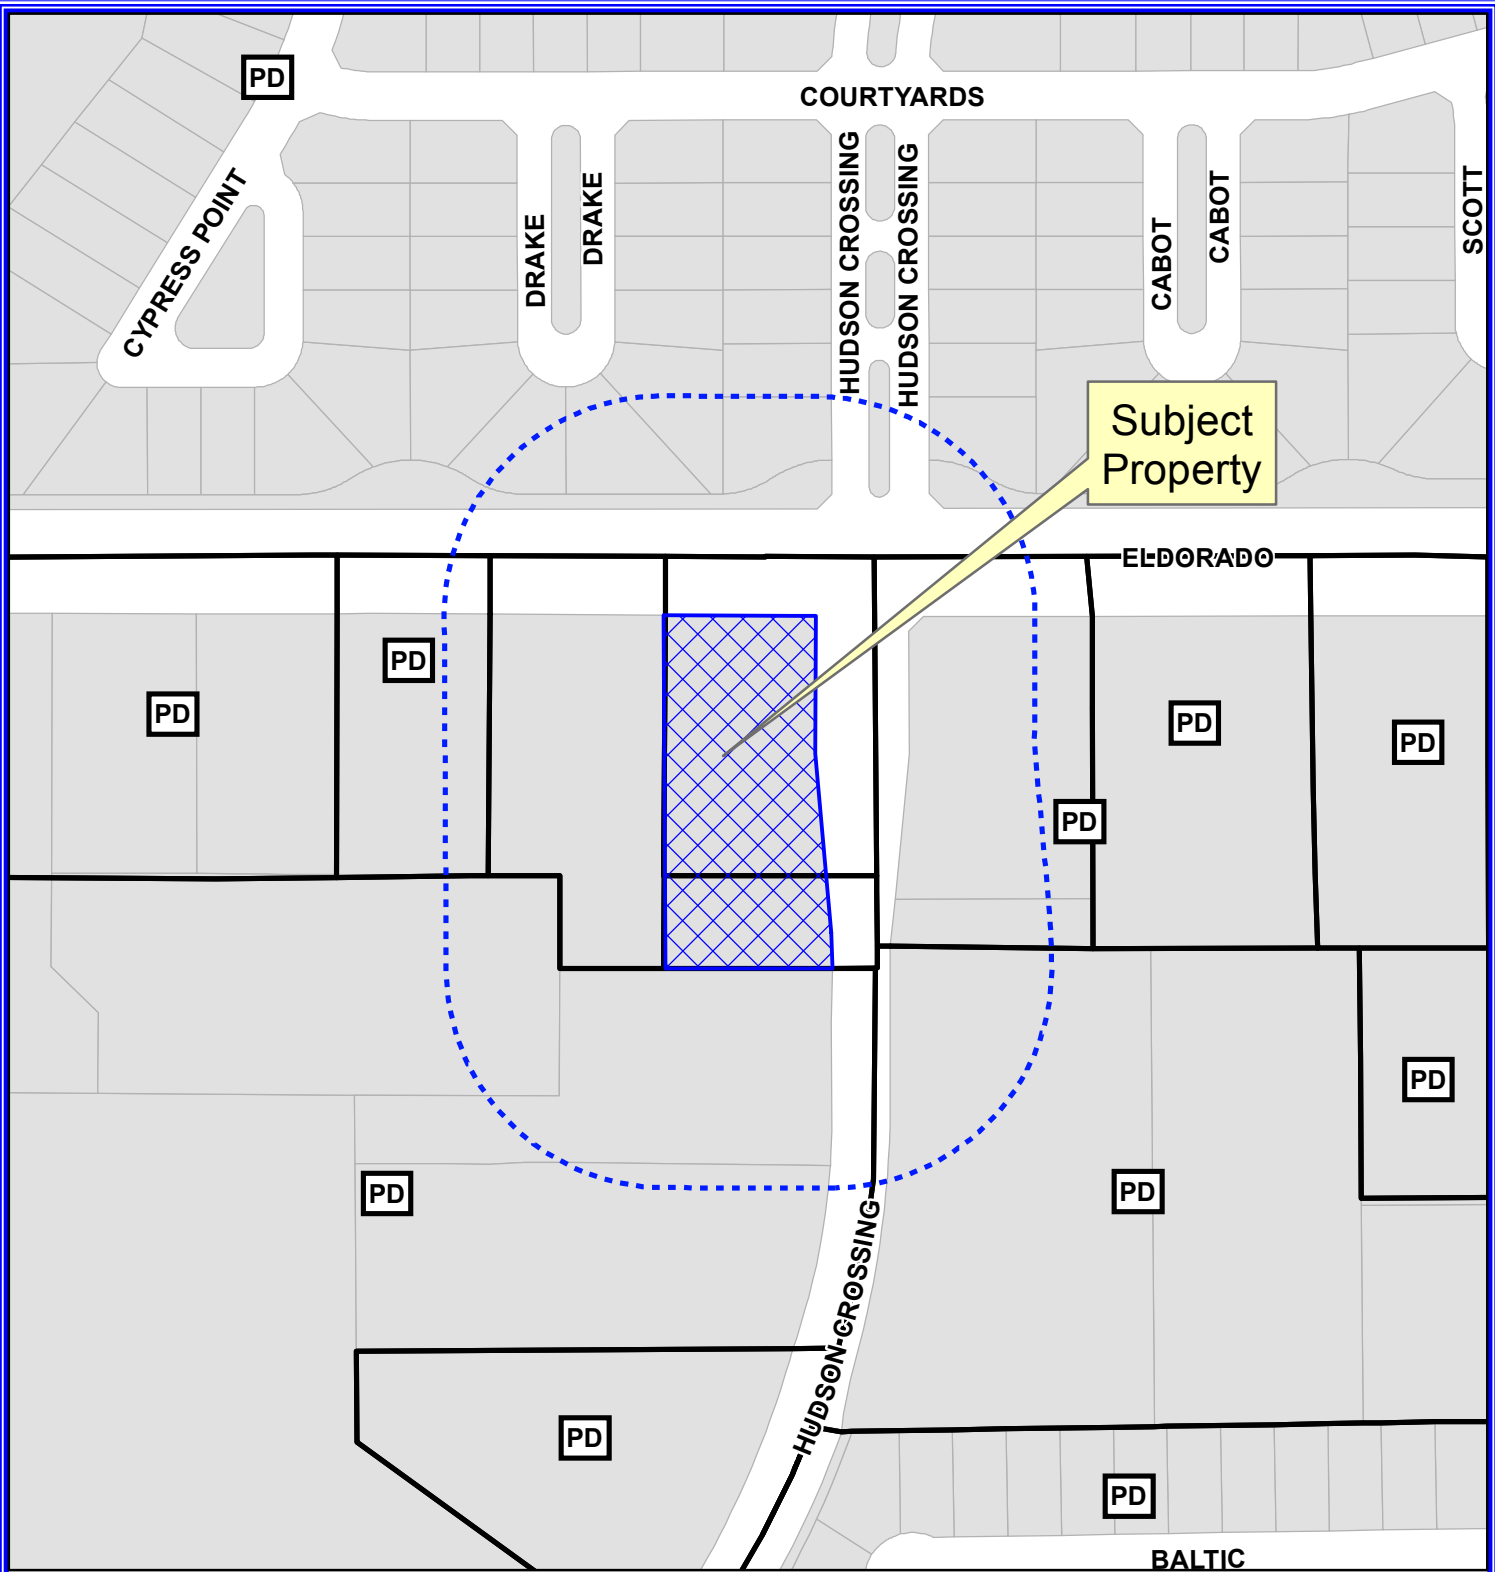 PD
COURTYARDS
CYPRESS POINT
DRAKE
DRAKE
HUDSON CROSSING
HUDSON CROSSING
CABOT
CABOT
SCOTT
Subject
Property
ELDORADO
PD
PD
PD
PD
PD
PD
PD
PD
HUDSON CROSSING
PD
PD
BALTIC